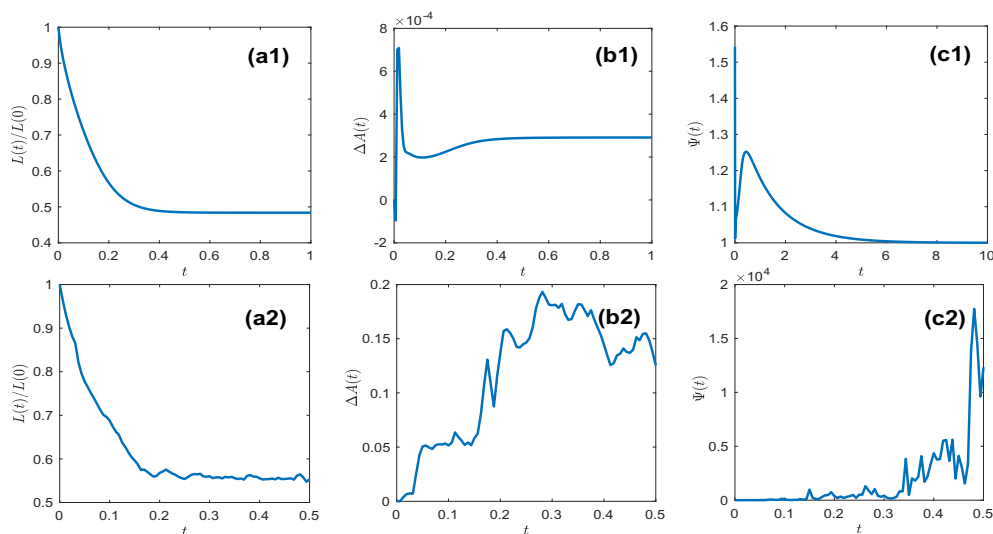 (a1)
L(t)/L(0)
1
0.9
0.8
0.7
0.6
0.5
0.4
0 0.2 0.4 0.6 0.8 1
t
(b1)
×10⁻⁴
ΔA(t)
8
6
4
2
0
-2
0 0.2 0.4 0.6 0.8 1
t
(c1)
Ψ(t)
1.6
1.5
1.4
1.3
1.2
1.1
1
0 2 4 6 8 10
t
(a2)
L(t)/L(0)
1
0.9
0.8
0.7
0.6
0.5
0 0.1 0.2 0.3 0.4 0.5
t
(b2)
ΔA(t)
0.2
0.15
0.1
0.05
0
0 0.1 0.2 0.3 0.4 0.5
t
(c2)
×10⁴
Ψ(t)
2
1.5
1
0.5
0
0 0.1 0.2 0.3 0.4 0.5
t